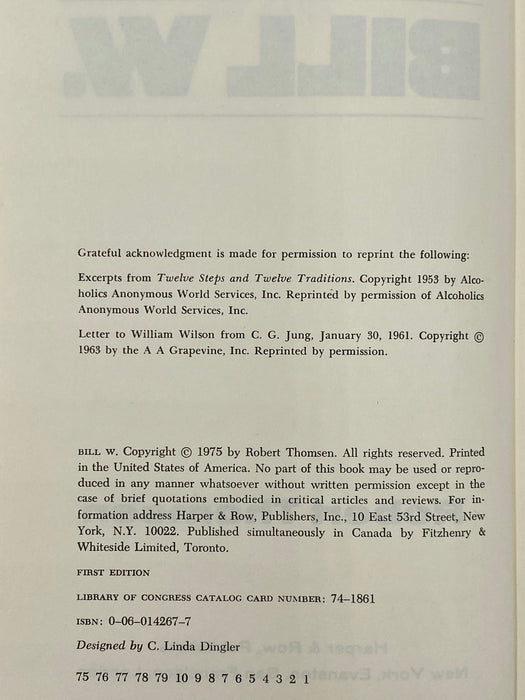 BILL W.
Grateful acknowledgment is made for permission to reprint the following:
Excerpts from Twelve Steps and Twelve Traditions. Copyright 1953 by Alco-
holics Anonymous World Services, Inc. Reprinted by permission of Alcoholics
Anonymous World Services, Inc.
Letter to William Wilson from C. G. Jung, January 30, 1961. Copyright ©
1963 by the A A Grapevine, Inc. Reprinted by permission.
BILL W. Copyright © 1975 by Robert Thomsen. All rights reserved. Printed
in the United States of America. No part of this book may be used or repro-
duced in any manner whatsoever without written permission except in the
case of brief quotations embodied in critical articles and reviews. For in-
formation address Harper & Row, Publishers, Inc., 10 East 53rd Street, New
York, N.Y. 10022. Published simultaneously in Canada by Fitzhenry &
Whiteside Limited, Toronto.
FIRST EDITION
LIBRARY OF CONGRESS CATALOG CARD NUMBER: 74–1861
ISBN: 0–06–014267–7
Designed by C. Linda Dingler
Harper & Row, P
75 76 77 78 79 10 9 8 7 6 5 4 3 2 1
New York, Evanston, San